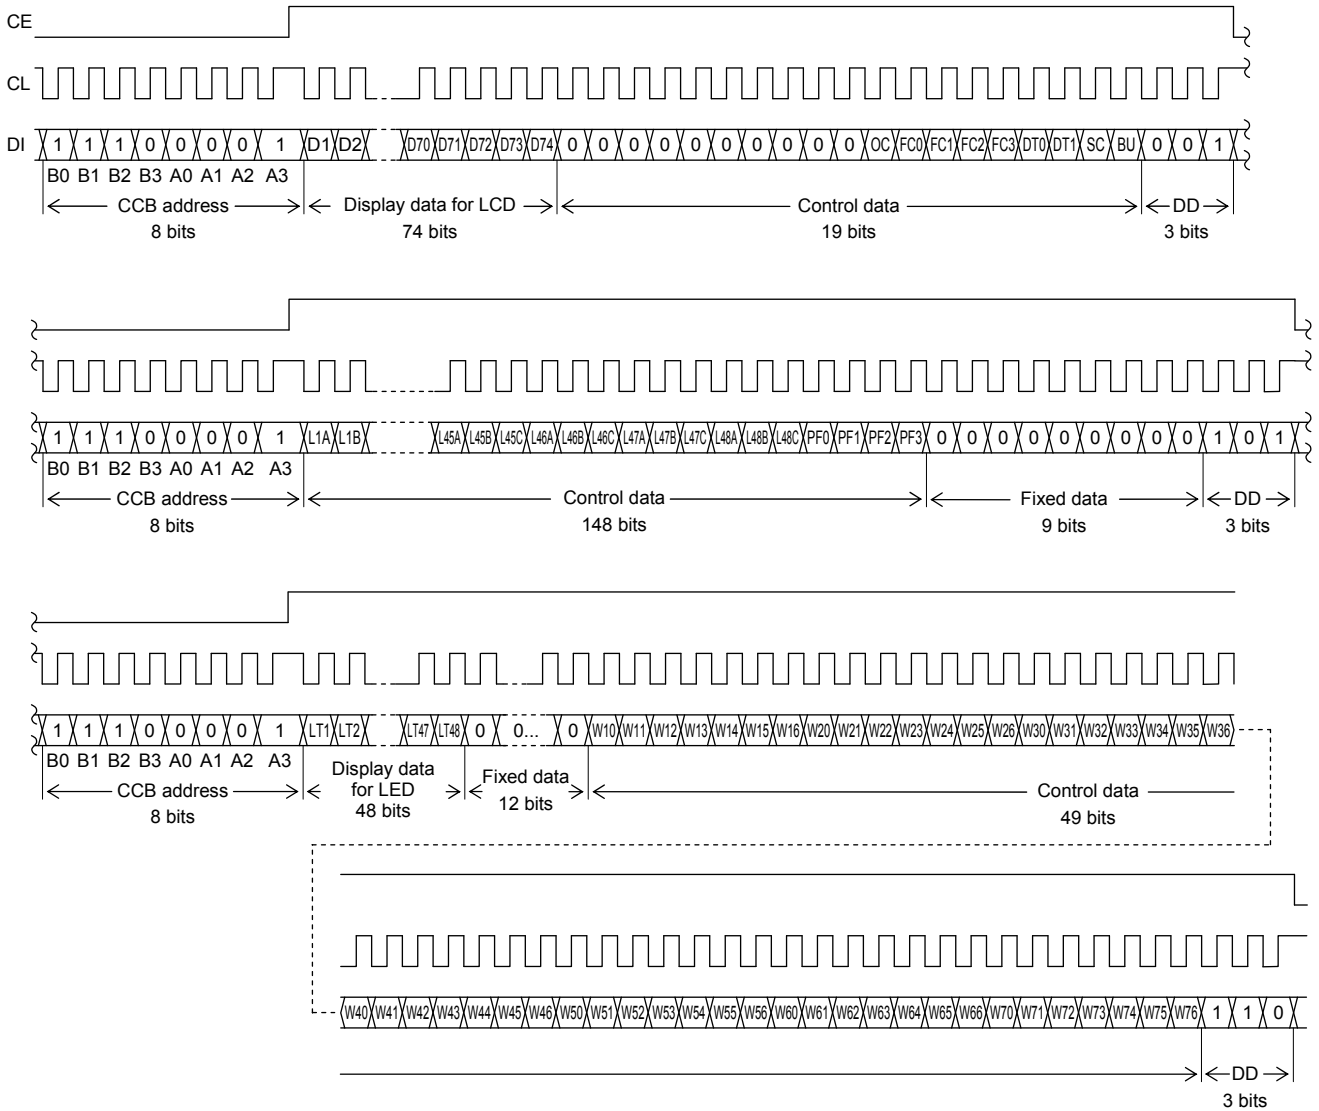 CE
CL
DI 1 1 1 0 0 0 0 1 D1 D2 D70 D71 D72 D73 D74 0 0 0 0 0 0 0 0 0 0 OC FC0 FC1 FC2 FC3 DT0 DT1 SC BU 0 0 1
B0 B1 B2 B3 A0 A1 A2 A3
CCB address Display data for LCD Control data DD
8 bits 74 bits 19 bits 3 bits
1 1 1 0 0 0 0 1 L1A L1B L45A L45B L45C L46A L46B L46C L47A L47B L47C L48A L48B L48C PF0 PF1 PF2 PF3 0 0 0 0 0 0 0 0 0 1 0 1
B0 B1 B2 B3 A0 A1 A2 A3
CCB address Control data Fixed data DD
8 bits 148 bits 9 bits 3 bits
1 1 1 0 0 0 0 1 LT1 LT2 LT47 LT48 0 0... 0 W10 W11 W12 W13 W14 W15 W16 W20 W21 W22 W23 W24 W25 W26 W30 W31 W32 W33 W34 W35 W36
B0 B1 B2 B3 A0 A1 A2 A3
CCB address
8 bits
Display data
for LED
48 bits
Fixed data
12 bits
Control data
49 bits
W40 W41 W42 W43 W44 W45 W46 W50 W51 W52 W53 W54 W55 W56 W60 W61 W62 W63 W64 W65 W66 W70 W71 W72 W73 W74 W75 W76 1 1 0
DD
3 bits